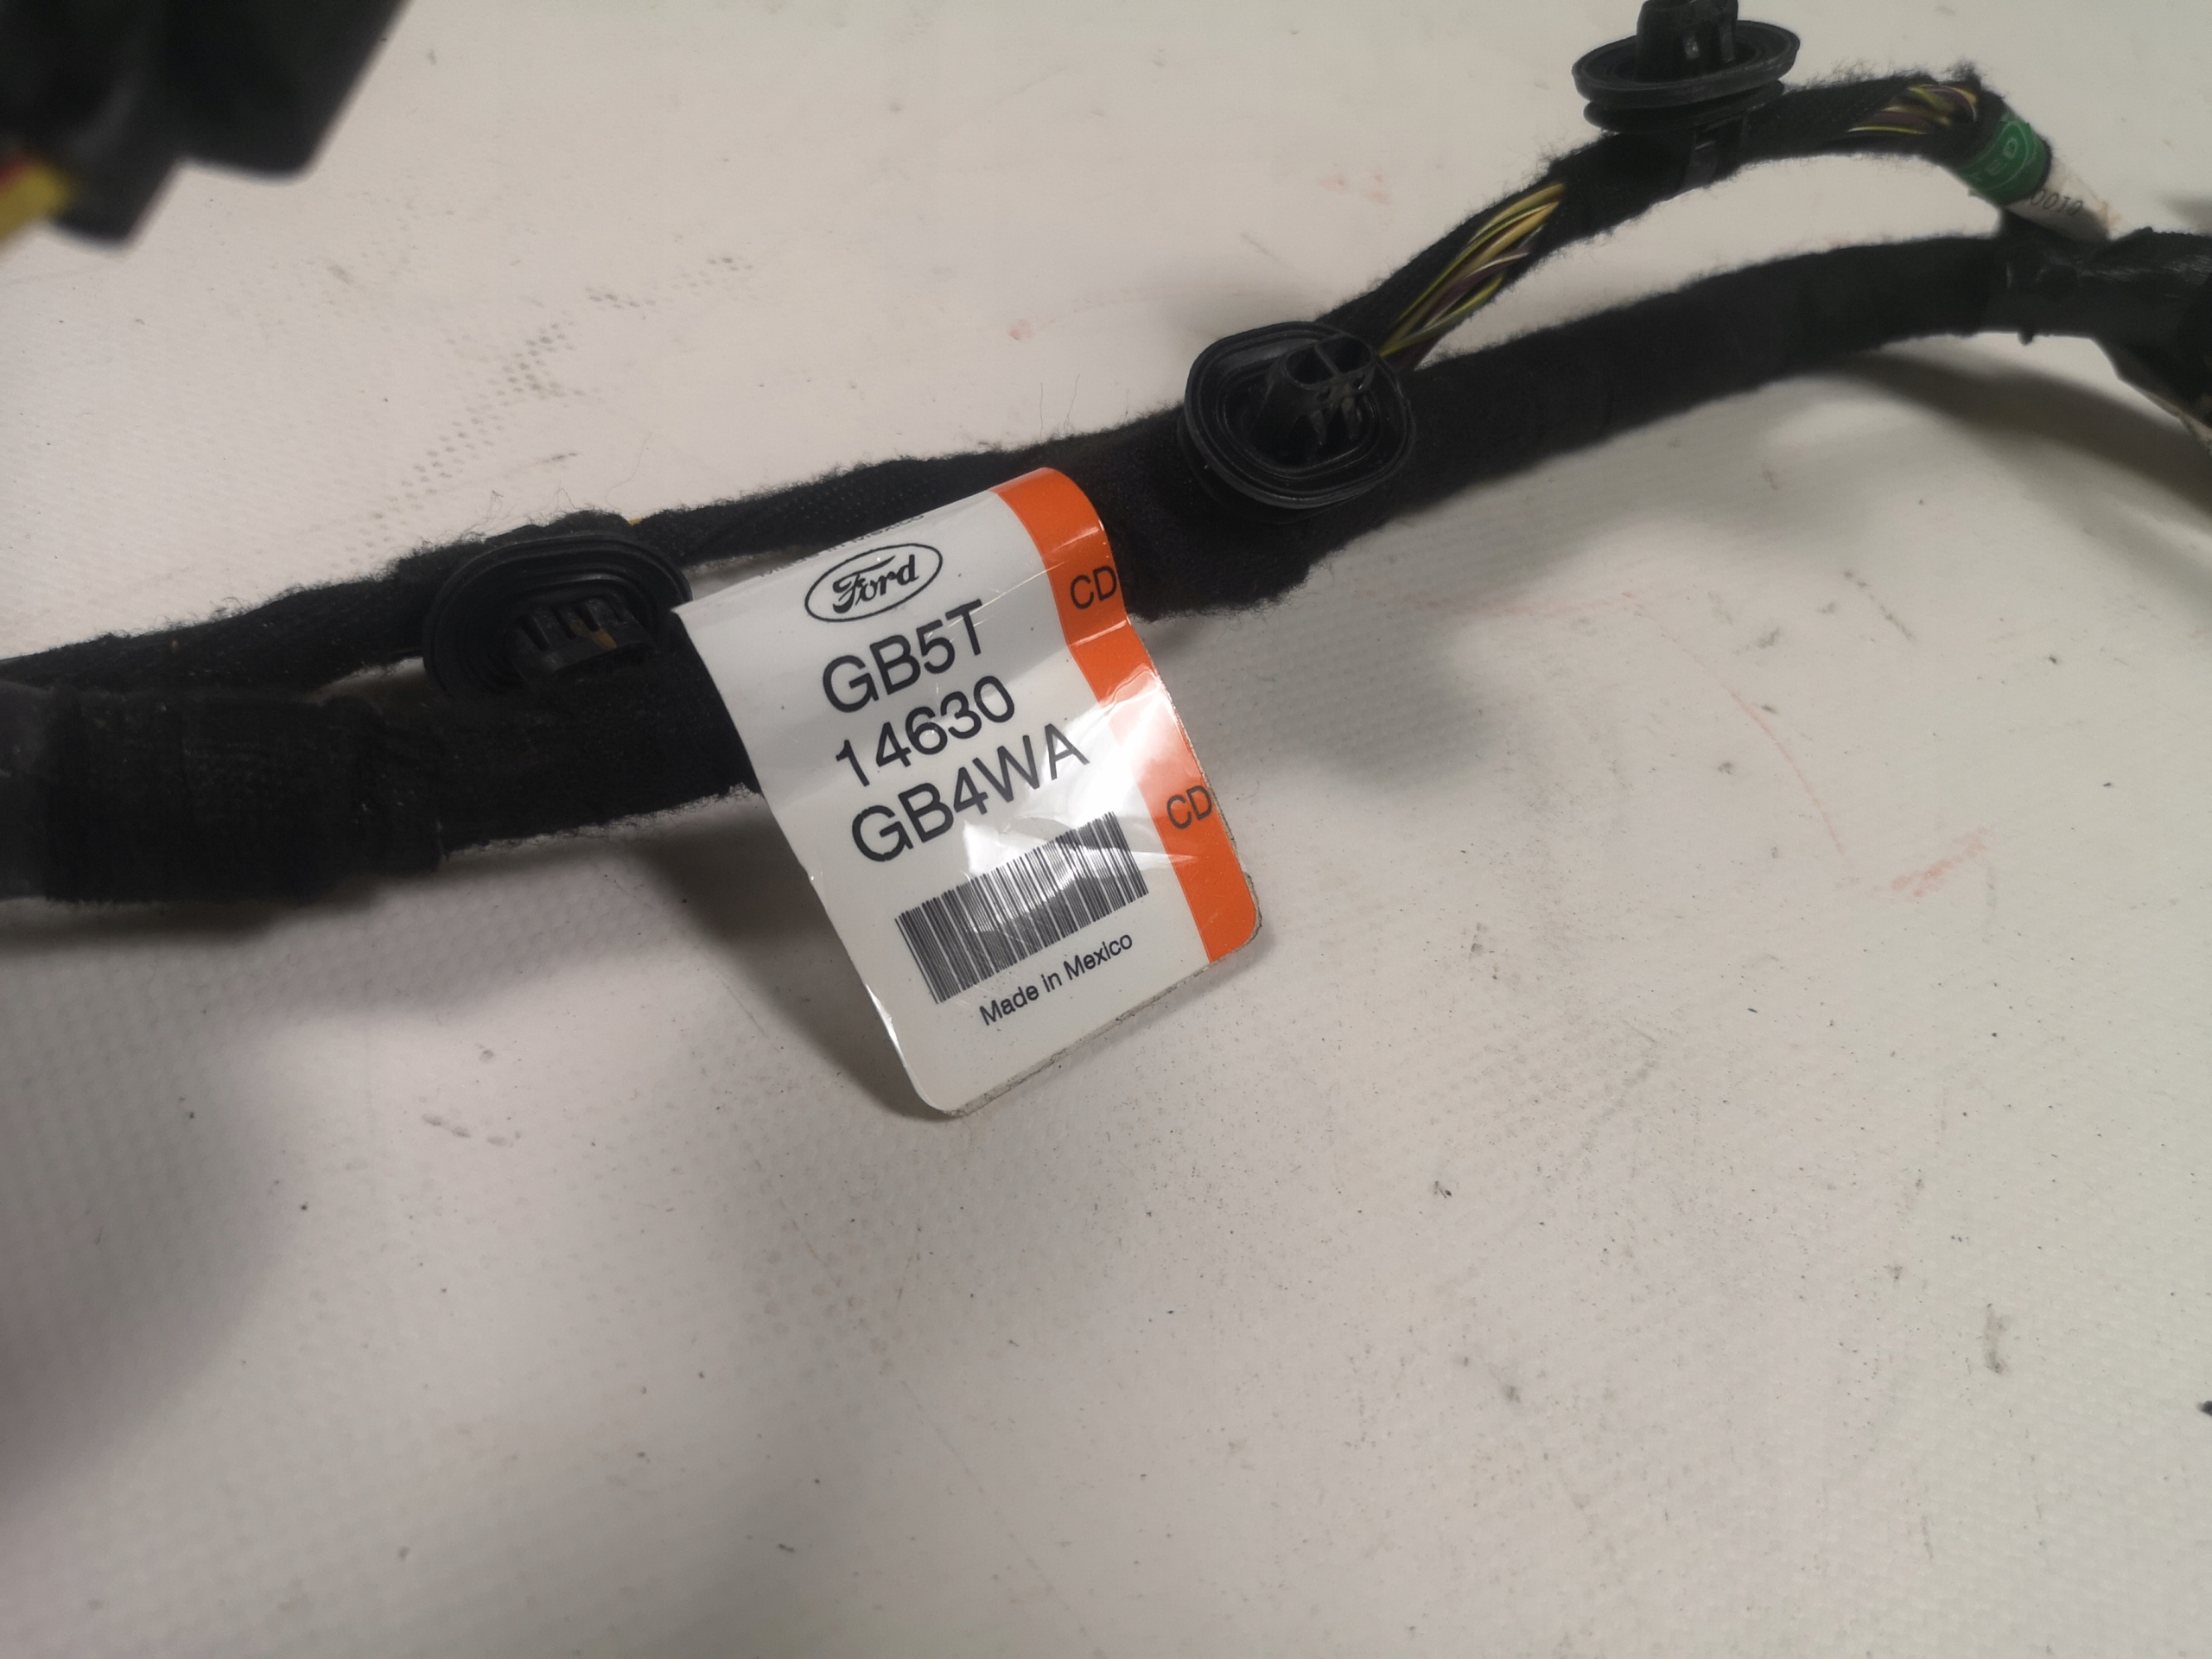 Ford
GB5T
14630
GB4WA
Made in Mexico
CD
CD